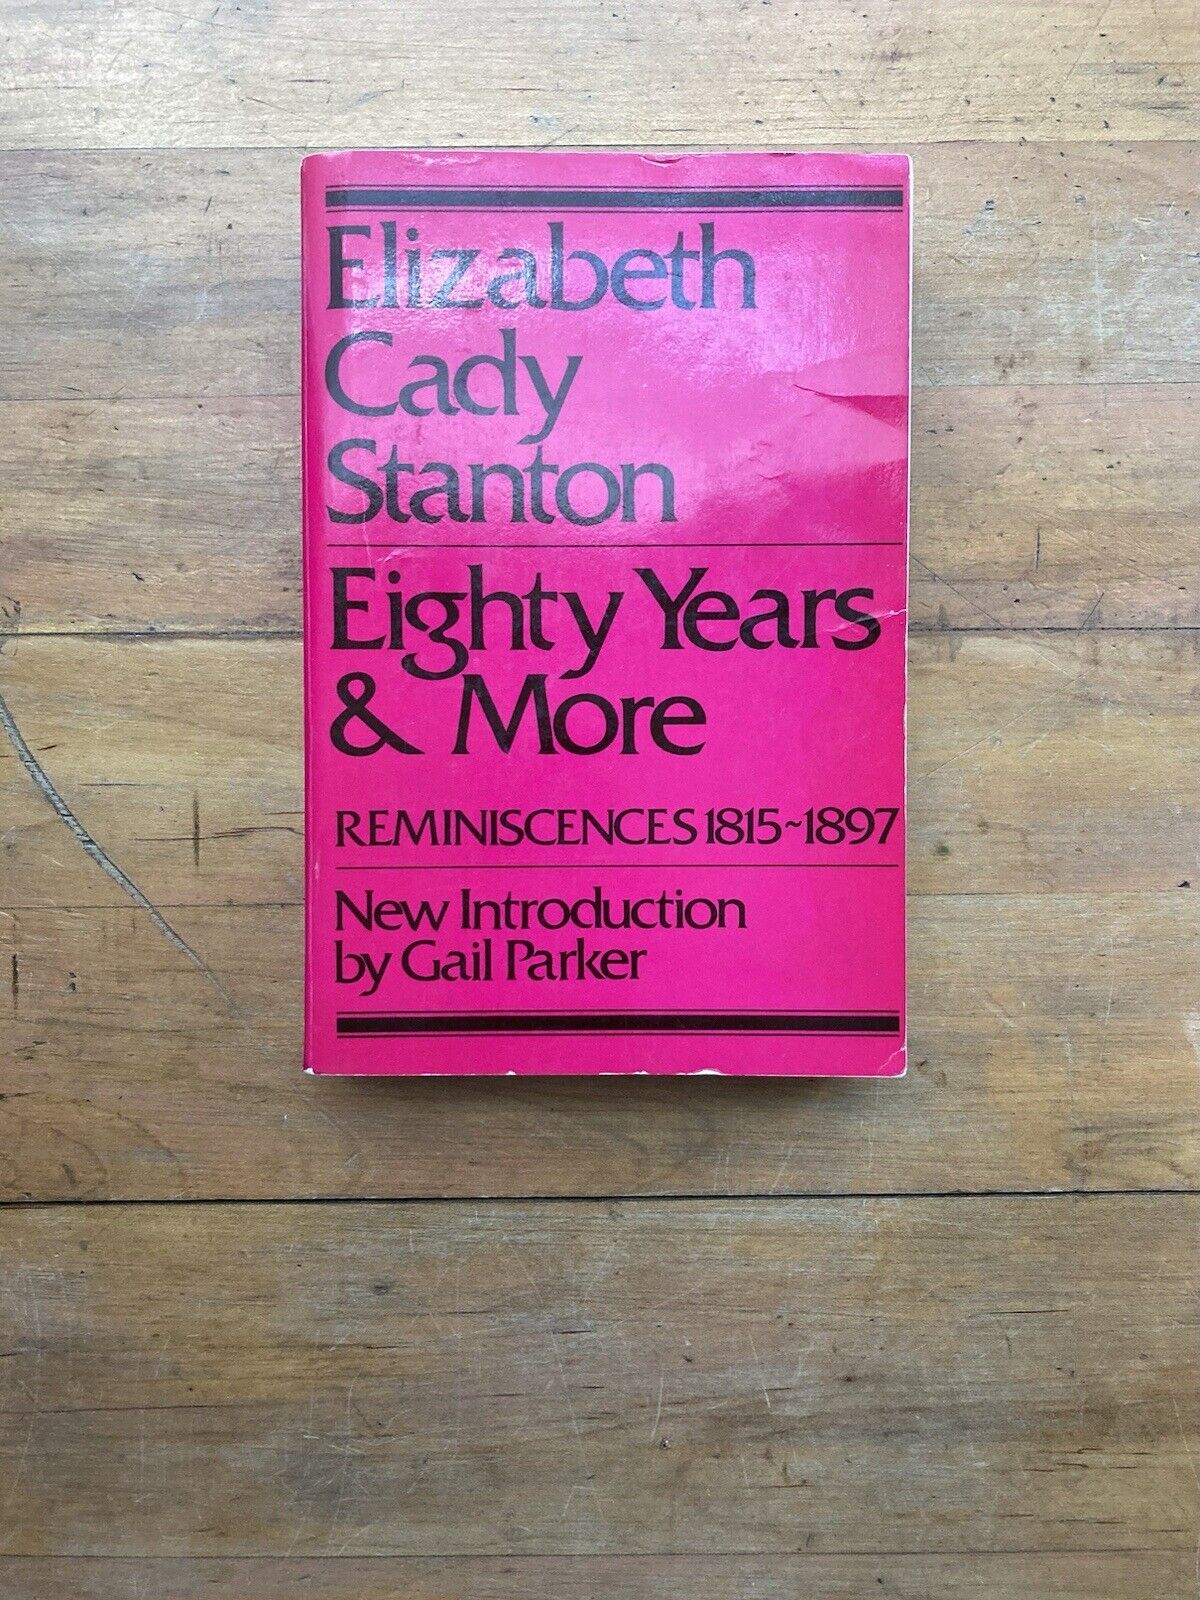 Elizabeth
Cady
Stanton
Eighty Years
& More
REMINISCENCES 1815~1897
New Introduction
by Gail Parker